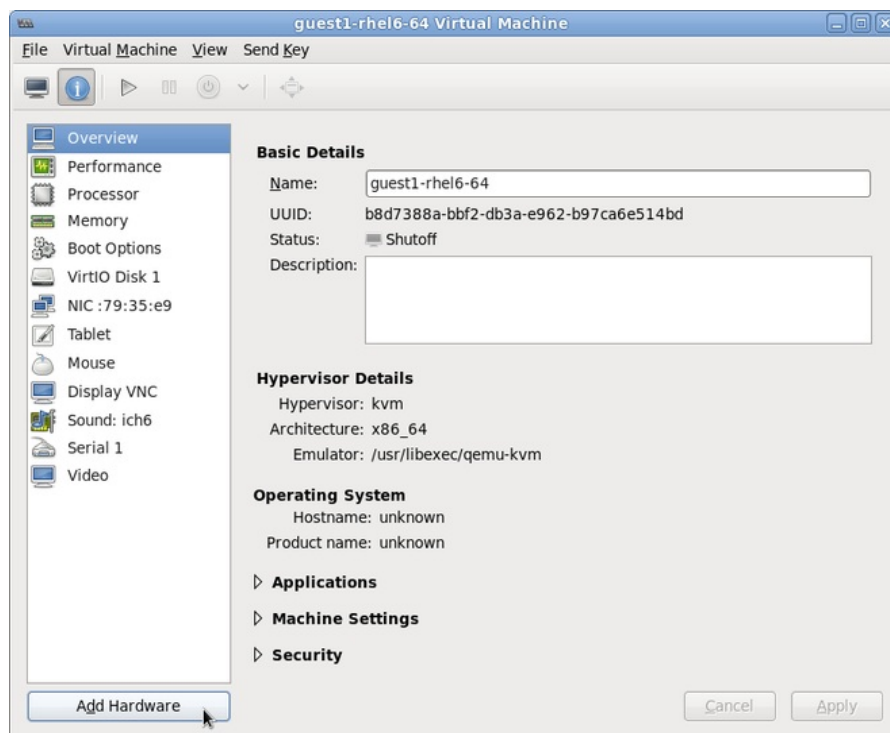 guest1-rhel6-64 Virtual Machine
File Virtual Machine View Send Key
Overview
Performance
Processor
Memory
Boot Options
VirtIO Disk 1
NIC :79:35:e9
Tablet
Mouse
Display VNC
Sound: ich6
Serial 1
Video
Add Hardware
Basic Details
Name: guest1-rhel6-64
UUID: b8d7388a-bbf2-db3a-e962-b97ca6e514bd
Status: Shutoff
Description:
Hypervisor Details
Hypervisor: kvm
Architecture: x86_64
Emulator: /usr/libexec/qemu-kvm
Operating System
Hostname: unknown
Product name: unknown
Applications
Machine Settings
Security
Cancel Apply